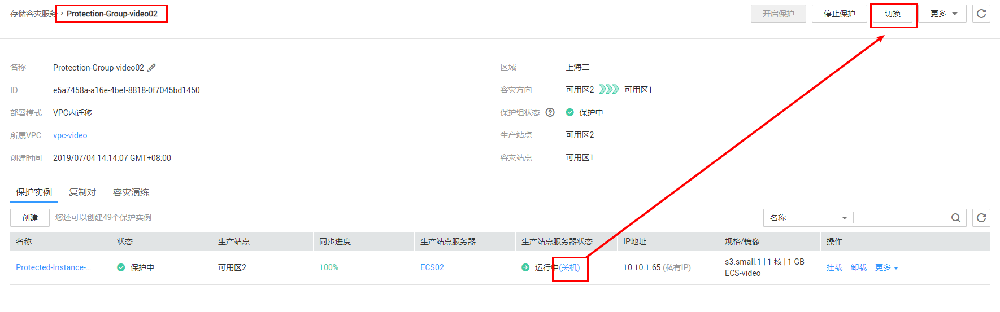 存储容灾服务 › Protection-Group-video02
开启保护 停止保护 切换 更多
名称 Protection-Group-video02
ID e5a7458a-a16e-4bef-8818-0f7045bd1450
部署模式 VPC内迁移
所属VPC vpc-video
创建时间 2019/07/04 14:14:07 GMT+08:00
区域 上海二
容灾方向 可用区2 可用区1
保护组状态 ? 保护中
生产站点 可用区2
容灾站点 可用区1
保护实例 复制对 容灾演练
创建 您还可以创建49个保护实例 名称
名称 状态 生产站点 同步进度 生产站点服务器 生产站点服务器状态 IP地址 规格/镜像 操作
Protected-Instance-... 保护中 可用区2 100% ECS02 运行中(关机) 10.10.1.65 (私有IP) s3.small.1 | 1 核 | 1 GB 挂载 卸载 更多
ECS-video